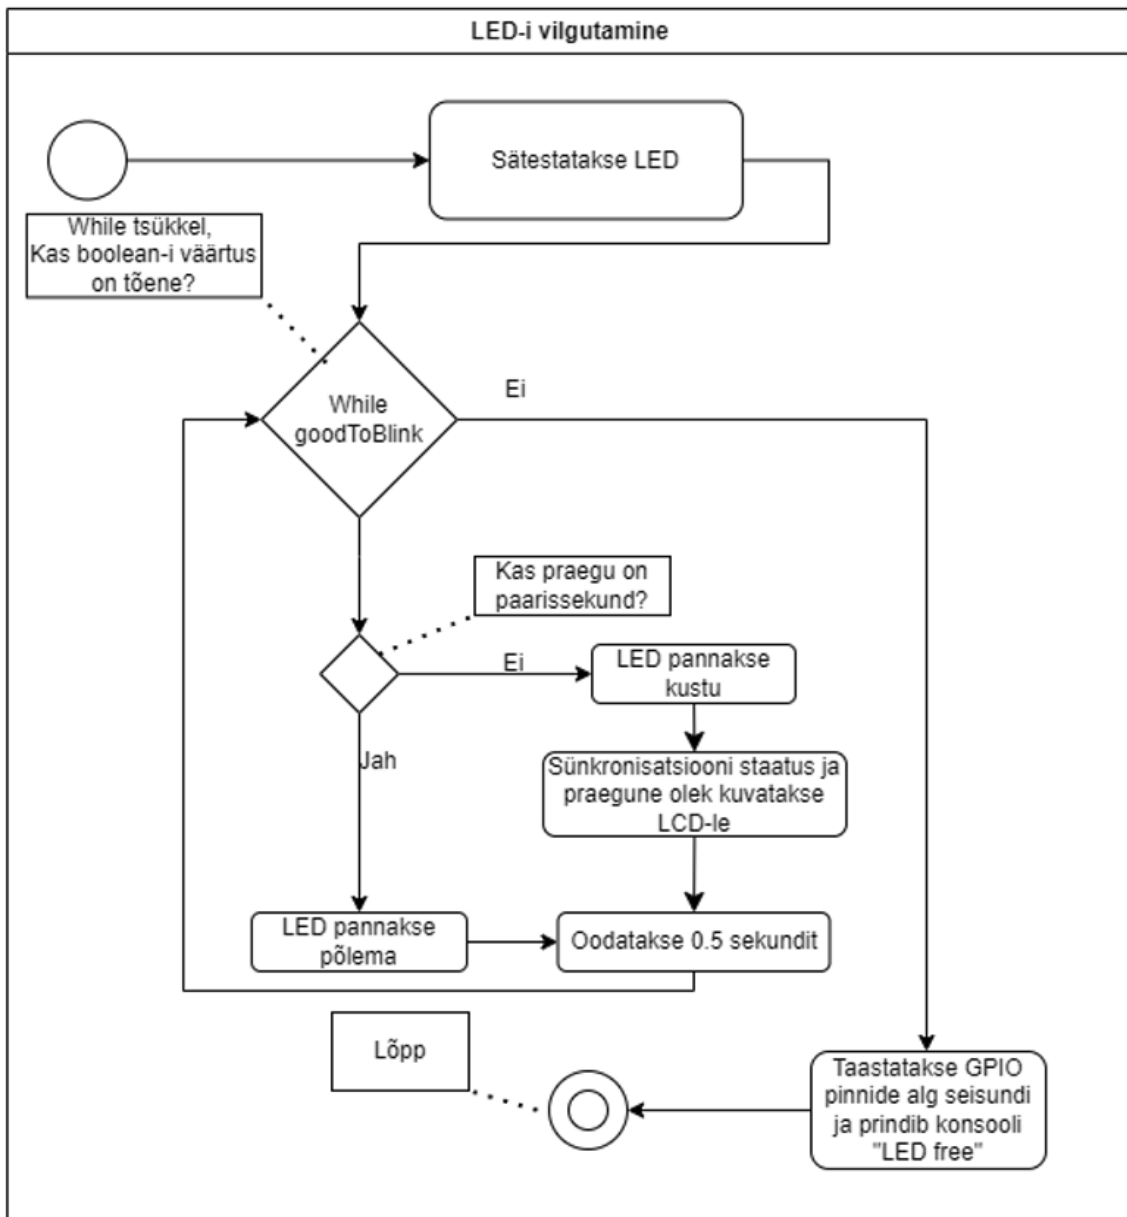 LED-i vilgutamine
Sätestatakse LED
While tsükkel,
Kas boolean-i väärtus
on tõene?
While
goodToBlink
Ei
Kas praegu on
paarissekund?
Ei
LED pannakse
kustu
Jah
Sünkronisatsiooni staatus ja
praegune olek kuvatakse
LCD-le
LED pannakse
põlema
Oodatakse 0.5 sekundit
Lõpp
Taastatakse GPIO
pinnide alg seisundi
ja prindib konsooli
"LED free"